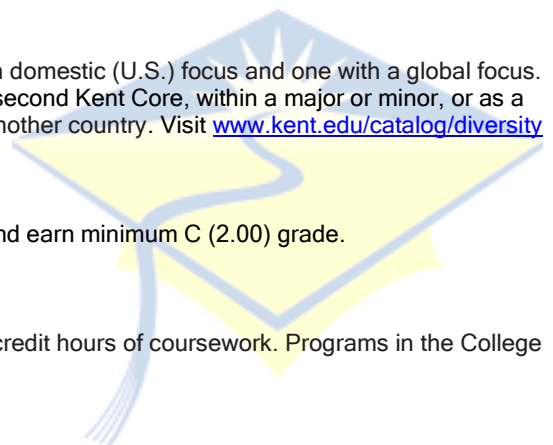 domestic (U.S.) focus and one with a global focus.
second Kent Core, within a major or minor, or as a
nother country. Visit www.kent.edu/catalog/diversity
nd earn minimum C (2.00) grade.
credit hours of coursework. Programs in the College